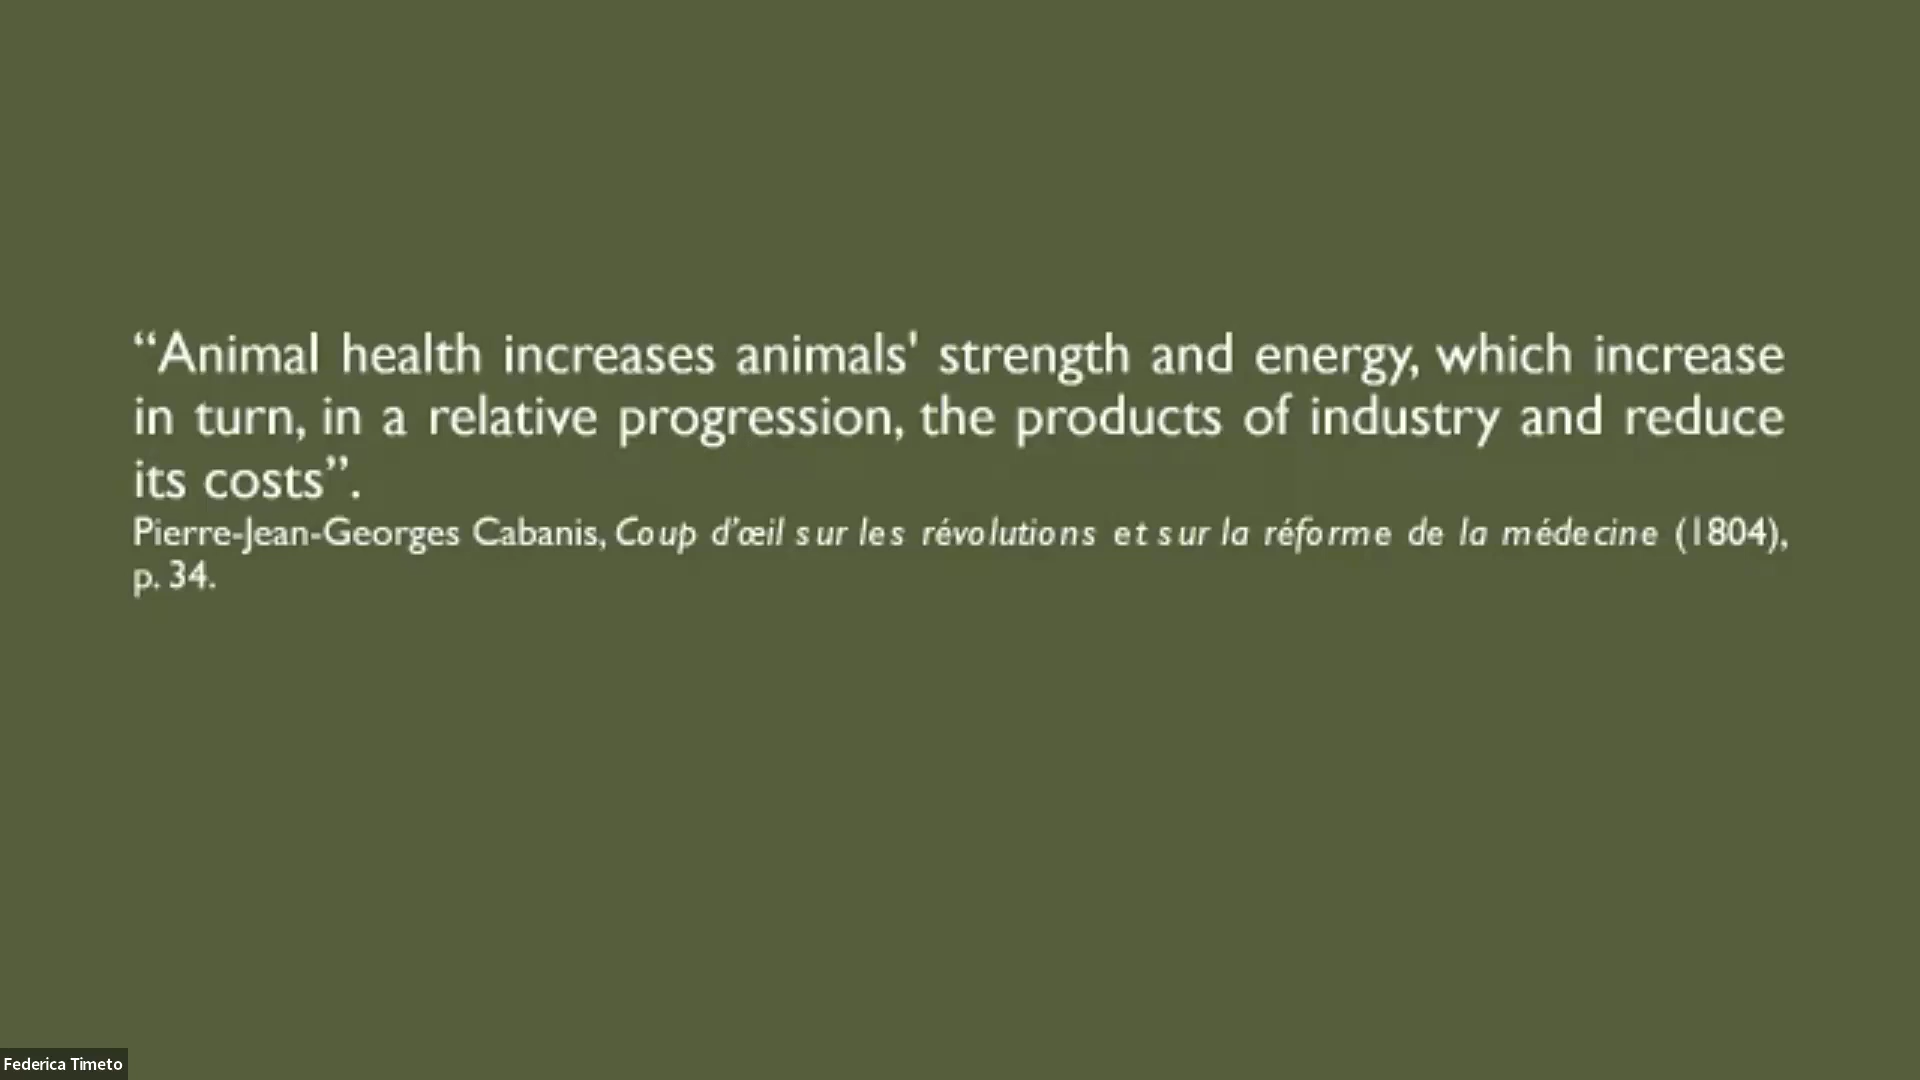 “Animal health increases animals' strength and energy, which increase
in turn, in a relative progression, the products of industry and reduce
its costs”.
Pierre-Jean-Georges Cabanis, Coup d’œil sur les révolutions et sur la réforme de la médecine (1804),
p. 34.
Federica Timeto